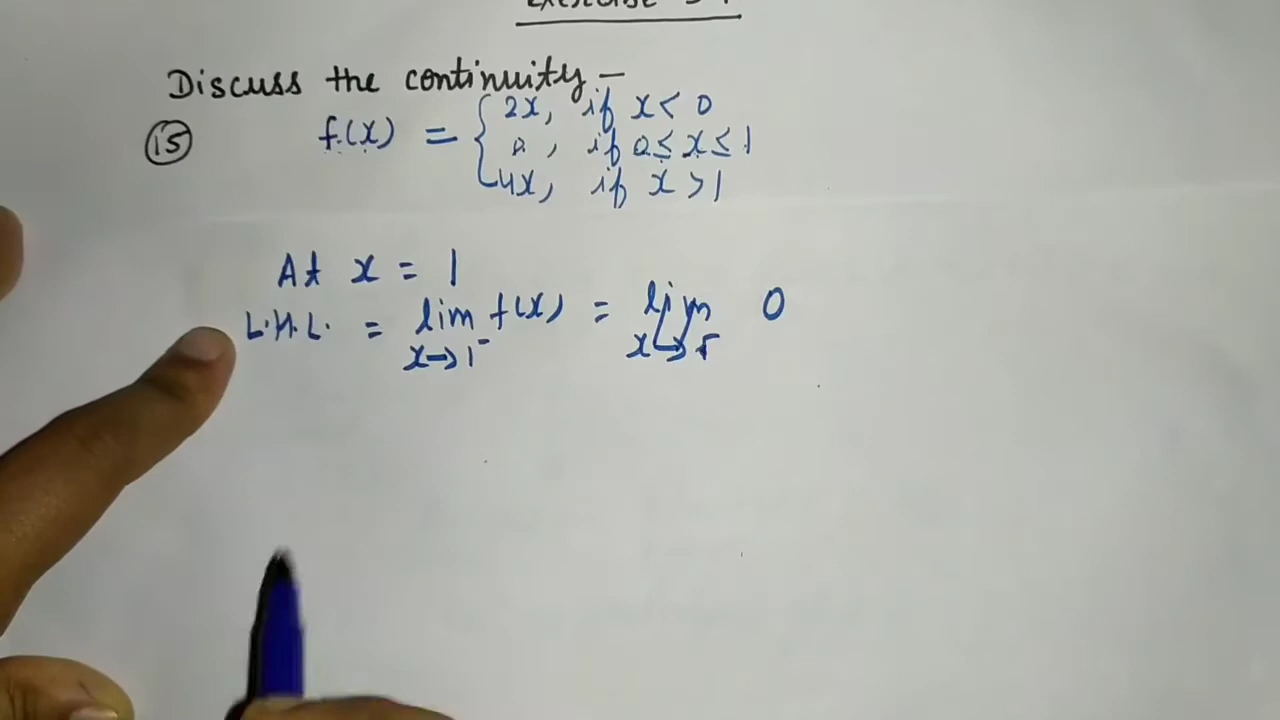 Discuss the continuity –
15 f(x) = { 2x, if x < 0
0, if 0 ≤ x ≤ 1
4x, if x > 1
At x = 1
L.H.L. = lim f(x) = lim 0
x→1⁻ x→1⁻